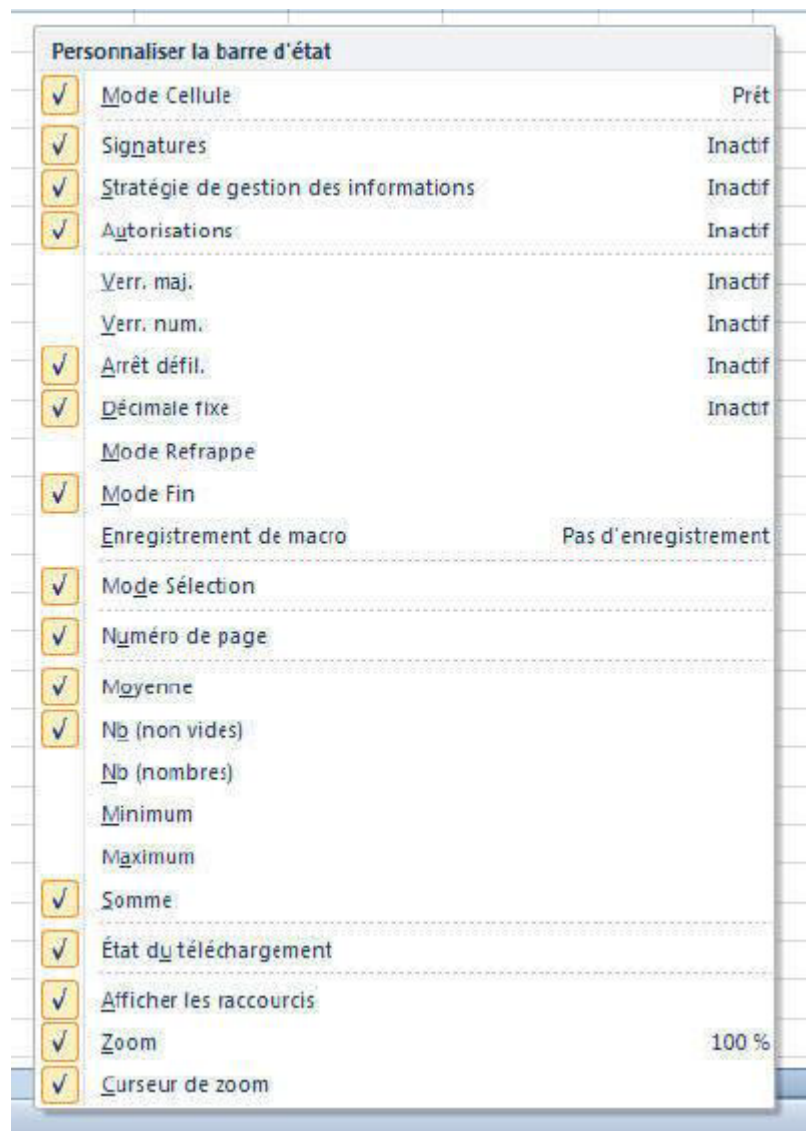 Personnaliser la barre d'état
Mode Cellule Prêt
Signatures Inactif
Stratégie de gestion des informations Inactif
Autorisations Inactif
Verr. maj. Inactif
Verr. num. Inactif
Arrêt défil. Inactif
Décimale fixe Inactif
Mode Refrappe
Mode Fin
Enregistrement de macro Pas d'enregistrement
Mode Sélection
Numéro de page
Moyenne
Nb (non vides)
Nb (nombres)
Minimum
Maximum
Somme
État du téléchargement
Afficher les raccourcis
Zoom 100 %
Curseur de zoom